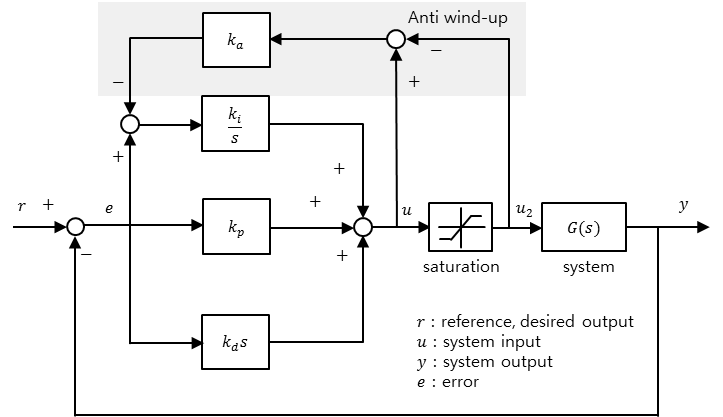 Anti wind-up
k_a
−
+
−
k_i
s
+
+
r
+
e
−
k_p
+
+
u
u_2
G(s)
y
saturation
system
k_d s
r : reference, desired output
u : system input
y : system output
e : error